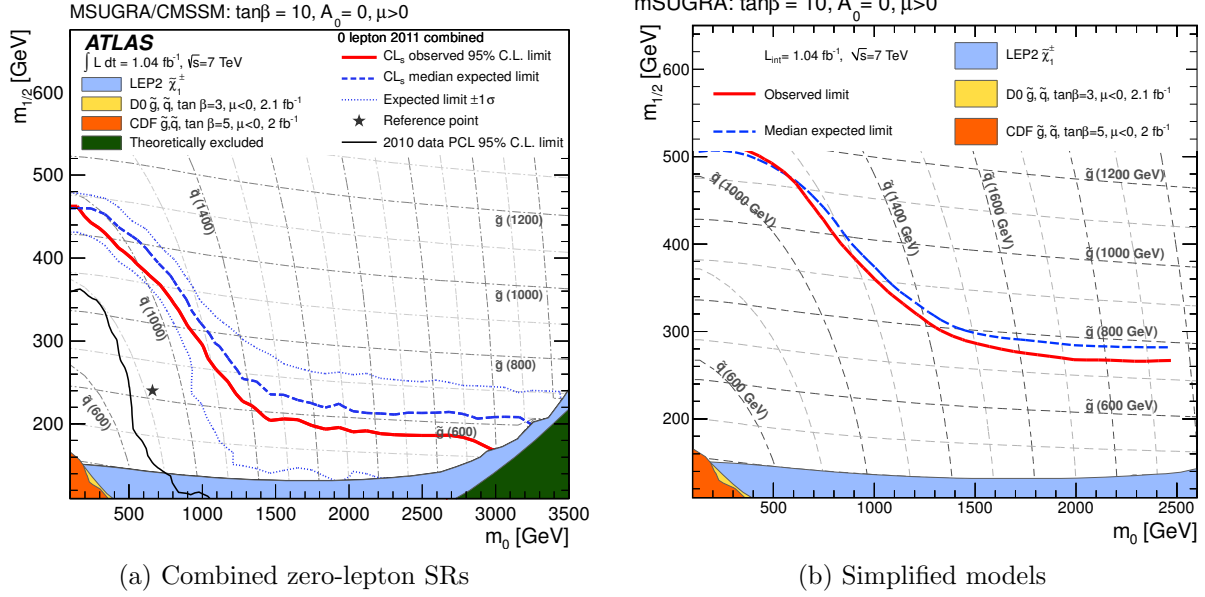 MSUGRA/CMSSM: tanβ = 10, A₀= 0, μ>0
ATLAS
∫ L dt = 1.04 fb⁻¹, √s=7 TeV
LEP2 χ̃₁±
D0 g̃, q̃, tan β=3, μ<0, 2.1 fb⁻¹
CDF g̃,q̃, tan β=5, μ<0, 2 fb⁻¹
Theoretically excluded
0 lepton 2011 combined
CLₛ observed 95% C.L. limit
CLₛ median expected limit
Expected limit ±1σ
Reference point
2010 data PCL 95% C.L. limit
m₁/₂ [GeV]
600
500
400
300
200
q̃ (1400)
q̃ (1000)
q̃ (600)
g̃ (1200)
g̃ (1000)
g̃ (800)
g̃ (600)
500 1000 1500 2000 2500 3000 3500
m₀ [GeV]
(a) Combined zero-lepton SRs
mSUGRA: tanβ = 10, A₀= 0, μ>0
Lᵢₙₜ= 1.04 fb⁻¹, √s=7 TeV
Observed limit
Median expected limit
LEP2 χ̃₁±
D0 g̃, q̃, tanβ=3, μ<0, 2.1 fb⁻¹
CDF g̃, q̃, tanβ=5, μ<0, 2 fb⁻¹
m₁/₂ [GeV]
600
500
400
300
200
q̃ (1000 GeV)
q̃ (1400 GeV)
q̃ (1600 GeV)
q̃ (600 GeV)
g̃ (1200 GeV)
g̃ (1000 GeV)
g̃ (800 GeV)
g̃ (600 GeV)
500 1000 1500 2000 2500
m₀ [GeV]
(b) Simplified models